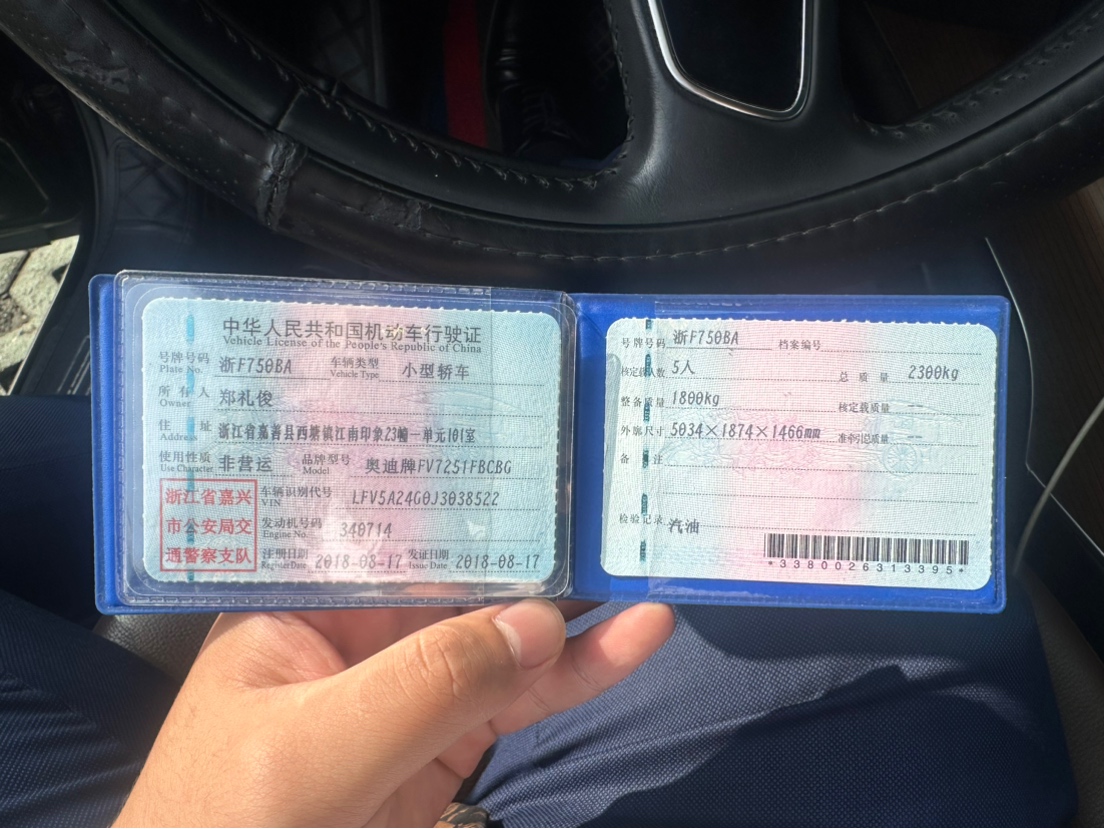 中华人民共和国机动车行驶证
Vehicle License of the People's Republic of China
号牌号码 浙F750BA 车辆类型 小型轿车
Plate No. Vehicle Type
所有人 郑礼俊
Owner
住址 浙江省嘉善县西塘镇江南印象23幢一单元101室
Address
使用性质 非营运 品牌型号 奥迪牌FV7251FBCBG
Use Character Model
浙江省嘉兴
市公安局交
通警察支队
车辆识别代号 LFV5A24G0J3038522
VIN
发动机号码 340714
Engine No.
注册日期 2018-08-17 发证日期 2018-08-17
Register Date Issue Date
号牌号码 浙F750BA 档案编号
核定载人数 5人 总质量 2300kg
整备质量 1800kg 核定载质量
外廓尺寸 5034×1874×1466mm 准牵引总质量
备注
检验记录 汽油
*3380026313395*